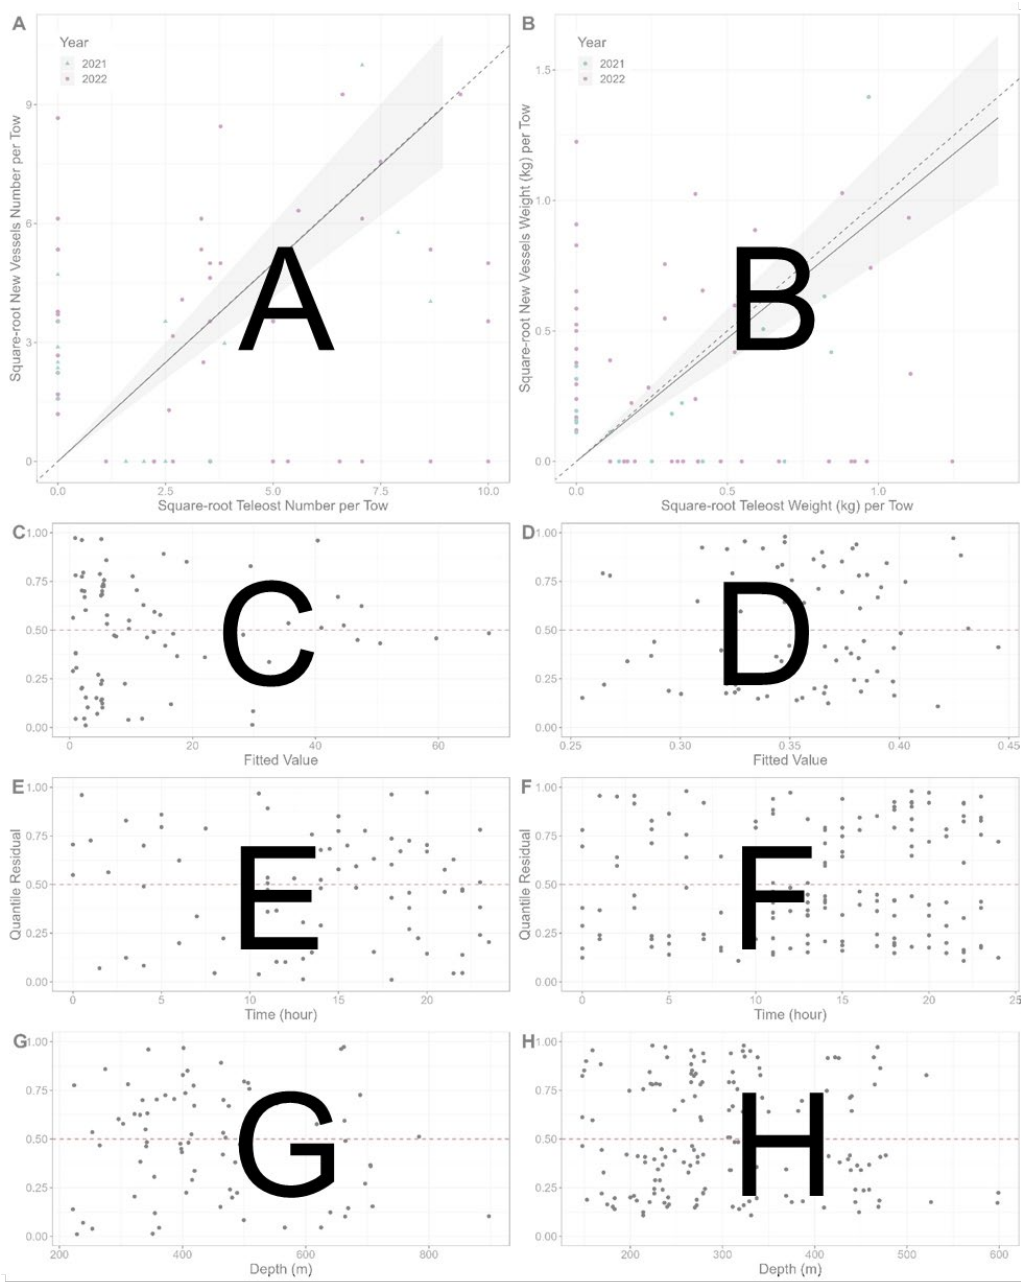 A B
Year Year
2021 2021
2022 2022
9 6 3 0
1.5 1.0 0.5 0.0
Square-root New Vessels Number per Tow
Square-root New Vessels Weight (kg) per Tow
A B
0.0 2.5 5.0 7.5 10.0
0.0 0.5 1.0
Square-root Teleost Number per Tow
Square-root Teleost Weight (kg) per Tow
C D
1.00 0.75 0.50 0.25 0.00
1.00 0.75 0.50 0.25 0.00
C D
0 20 40 60
0.25 0.30 0.35 0.40 0.45
Fitted Value Fitted Value
E F
Quantile Residual
1.00 0.75 0.50 0.25 0.00
Quantile Residual
1.00 0.75 0.50 0.25 0.00
E F
0 5 10 15 20
0 5 10 15 20 25
Time (hour) Time (hour)
G H
1.00 0.75 0.50 0.25 0.00
1.00 0.75 0.50 0.25 0.00
G H
200 400 600 800
200 300 400 500 600
Depth (m) Depth (m)